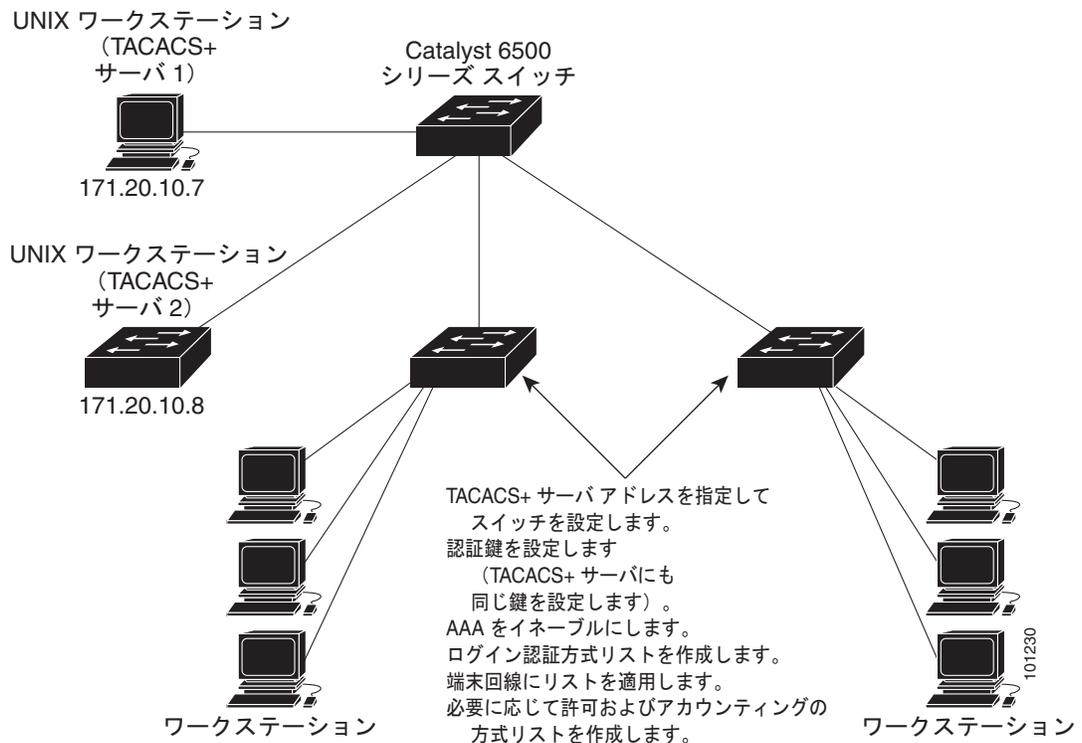 UNIX ワークステーション
（TACACS+
サーバ 1）
171.20.10.7
Catalyst 6500
シリーズ スイッチ
UNIX ワークステーション
（TACACS+
サーバ 2）
171.20.10.8
TACACS+ サーバ アドレスを指定して
スイッチを設定します。
認証鍵を設定します
（TACACS+ サーバにも
同じ鍵を設定します）。
AAA をイネーブルにします。
ログイン認証方式リストを作成します。
端末回線にリストを適用します。
必要に応じて許可およびアカウンティングの
方式リストを作成します。
ワークステーション
ワークステーション
101230